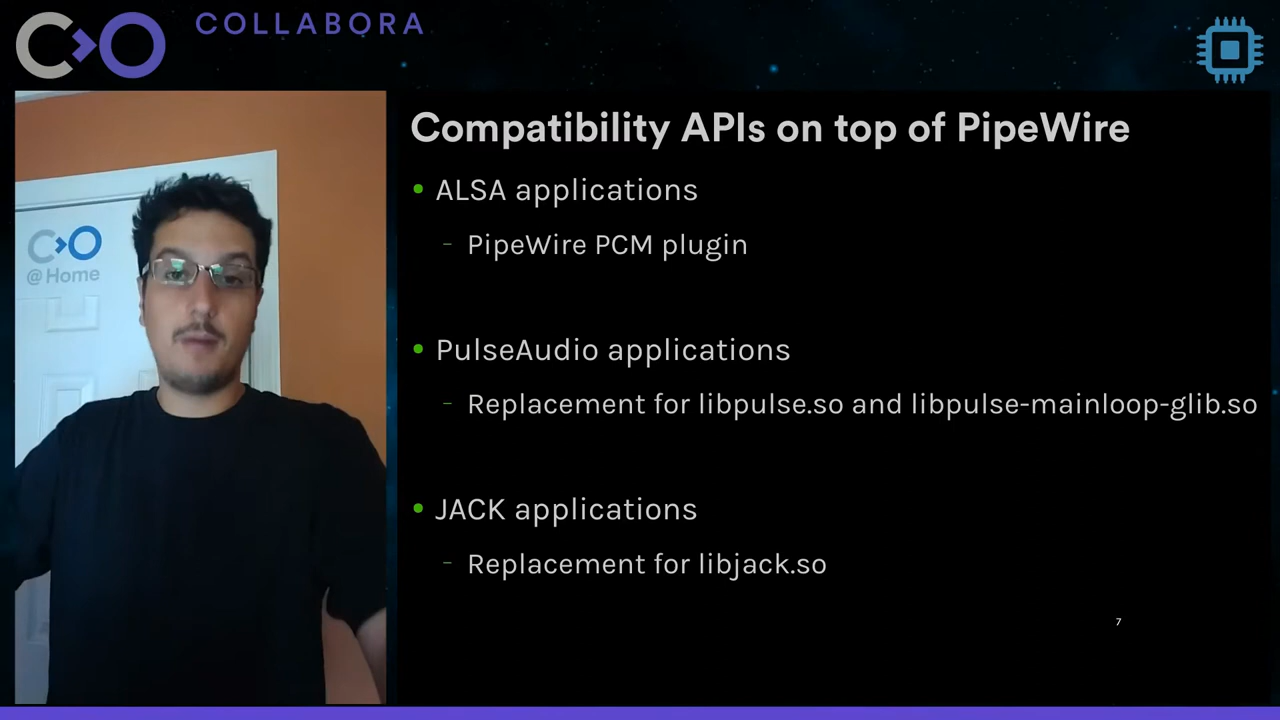 COLLABORA
@Home
Compatibility APIs on top of PipeWire
• ALSA applications
– PipeWire PCM plugin
• PulseAudio applications
– Replacement for libpulse.so and libpulse-mainloop-glib.so
• JACK applications
– Replacement for libjack.so
7